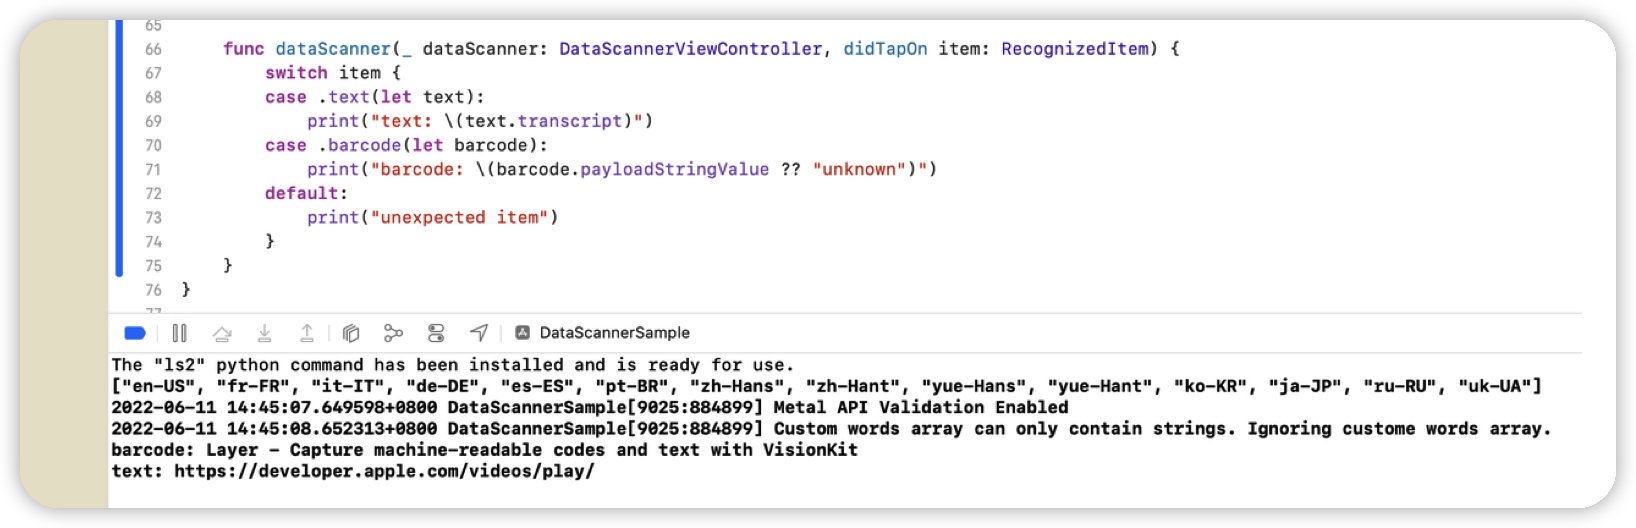 65
66 func dataScanner(_ dataScanner: DataScannerViewController, didTapOn item: RecognizedItem) {
67 switch item {
68 case .text(let text):
69 print("text: \(text.transcript)")
70 case .barcode(let barcode):
71 print("barcode: \(barcode.payloadStringValue ?? "unknown")")
72 default:
73 print("unexpected item")
74 }
75 }
76 }
77
DataScannerSample
The "ls2" python command has been installed and is ready for use.
["en-US", "fr-FR", "it-IT", "de-DE", "es-ES", "pt-BR", "zh-Hans", "zh-Hant", "yue-Hans", "yue-Hant", "ko-KR", "ja-JP", "ru-RU", "uk-UA"]
2022-06-11 14:45:07.649598+0800 DataScannerSample[9025:884899] Metal API Validation Enabled
2022-06-11 14:45:08.652313+0800 DataScannerSample[9025:884899] Custom words array can only contain strings. Ignoring custome words array.
barcode: Layer - Capture machine-readable codes and text with VisionKit
text: https://developer.apple.com/videos/play/